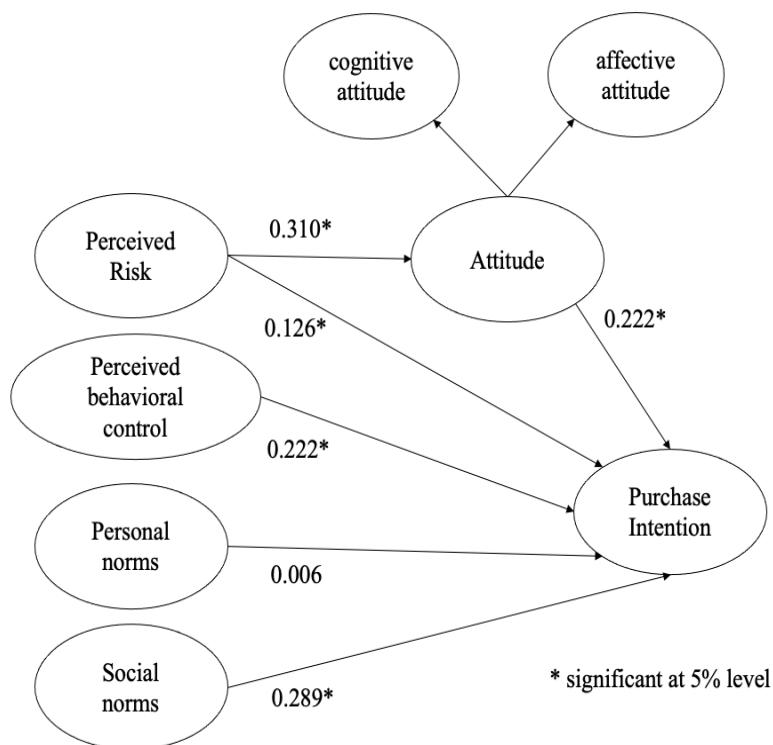 cognitive
attitude
affective
attitude
Perceived
Risk
0.310*
Attitude
0.126*
0.222*
Perceived
behavioral
control
0.222*
Purchase
Intention
Personal
norms
0.006
Social
norms
0.289*
* significant at 5% level